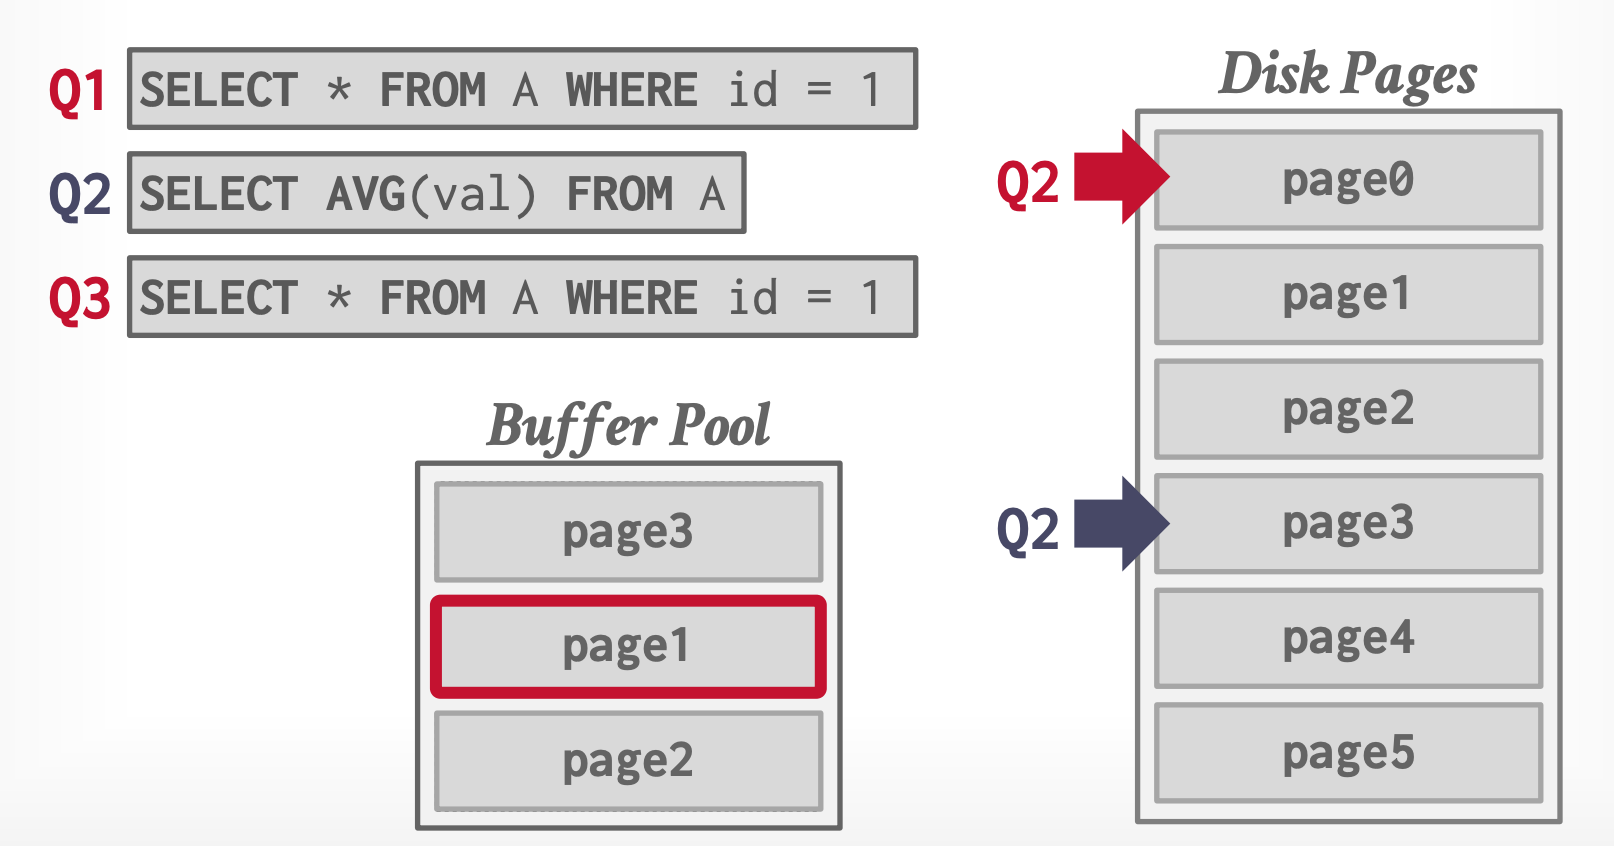 Q1 SELECT * FROM A WHERE id = 1
Q2 SELECT AVG(val) FROM A
Q3 SELECT * FROM A WHERE id = 1
Buffer Pool
page3
page1
page2
Disk Pages
Q2 page0
page1
page2
Q2 page3
page4
page5